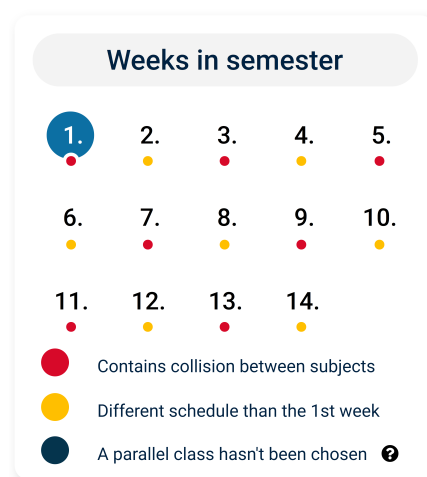 Weeks in semester
1. 2. 3. 4. 5.
6. 7. 8. 9. 10.
11. 12. 13. 14.
Contains collision between subjects
Different schedule than the 1st week
A parallel class hasn't been chosen ?